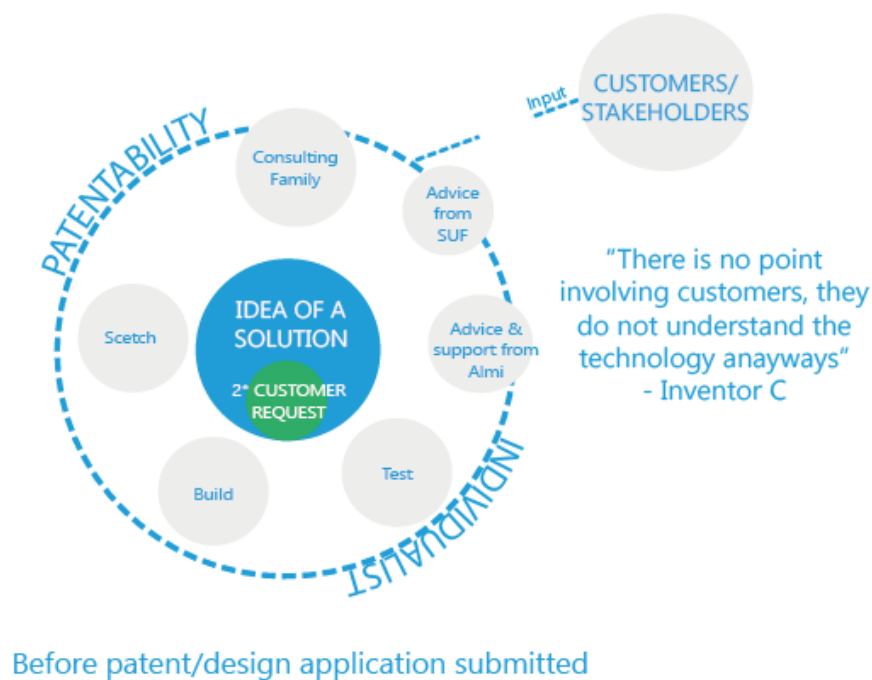 PATENTABILITY
Consulting
Family
Input
CUSTOMERS/
STAKEHOLDERS
Advice
from
SUF
"There is no point
involving customers, they
do not understand the
technology anayways"
- Inventor C
IDEA OF A
SOLUTION
2* CUSTOMER
REQUEST
Scetch
Advice &
support from
Almi
Build
Test
INDIVIDUALIST
Before patent/design application submitted